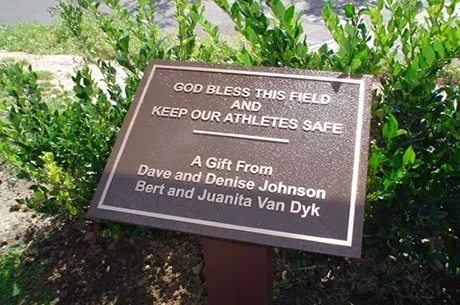 GOD BLESS THIS FIELD
AND
KEEP OUR ATHLETES SAFE
A Gift From
Dave and Denise Johnson
Bert and Juanita Van Dyk